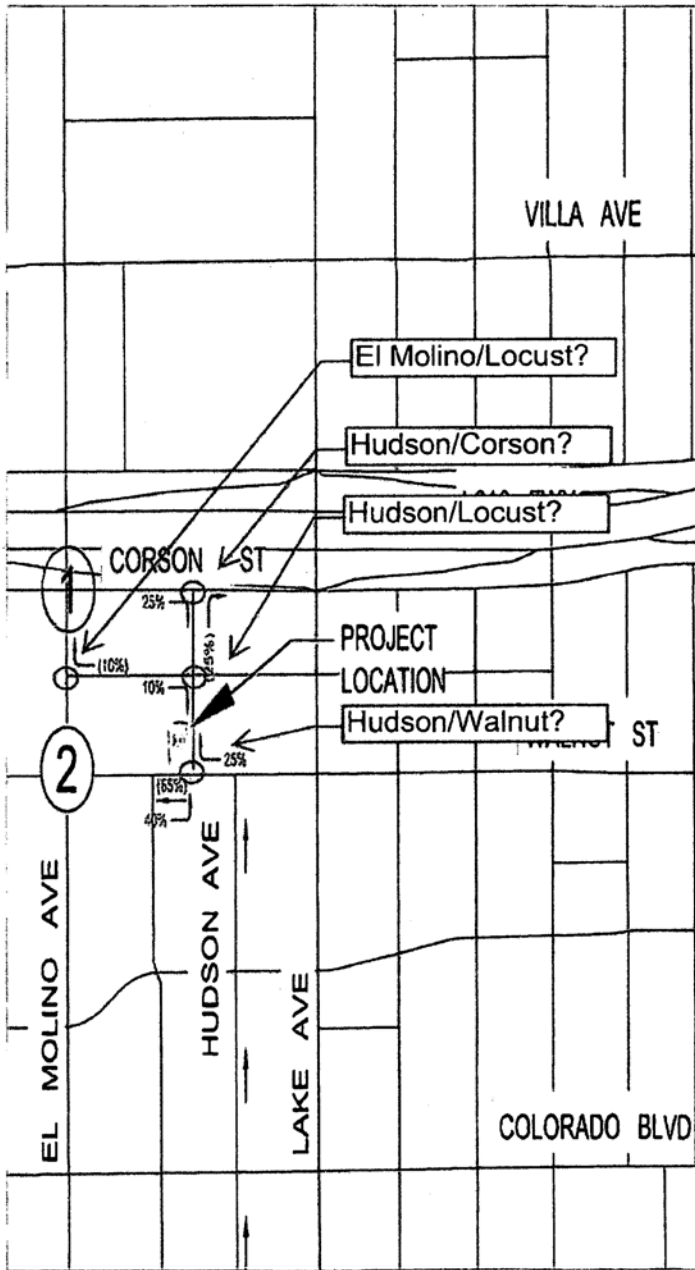 VILLA AVE
El Molino/Locust?
Hudson/Corson?
Hudson/Locust?
CORSON ST
1
25%
(25%)
(10%)
10%
PROJECT
LOCATION
Hudson/Walnut?
ST
25%
2
(65%)
40%
EL MOLINO AVE
HUDSON AVE
LAKE AVE
COLORADO BLVD